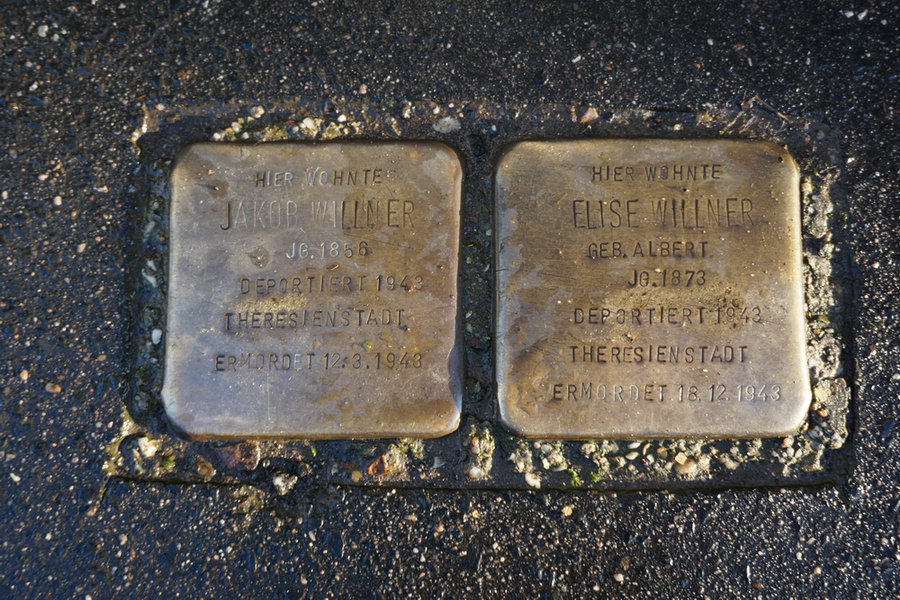 HIER WOHNTE
JAKOB WILLNER
JG. 1856
DEPORTIERT 1943
THERESIENSTADT
ERMORDET 12.3.1943
HIER WOHNTE
ELISE WILLNER
GEB. ALBERT
JG. 1873
DEPORTIERT 1943
THERESIENSTADT
ERMORDET 18.12.1943